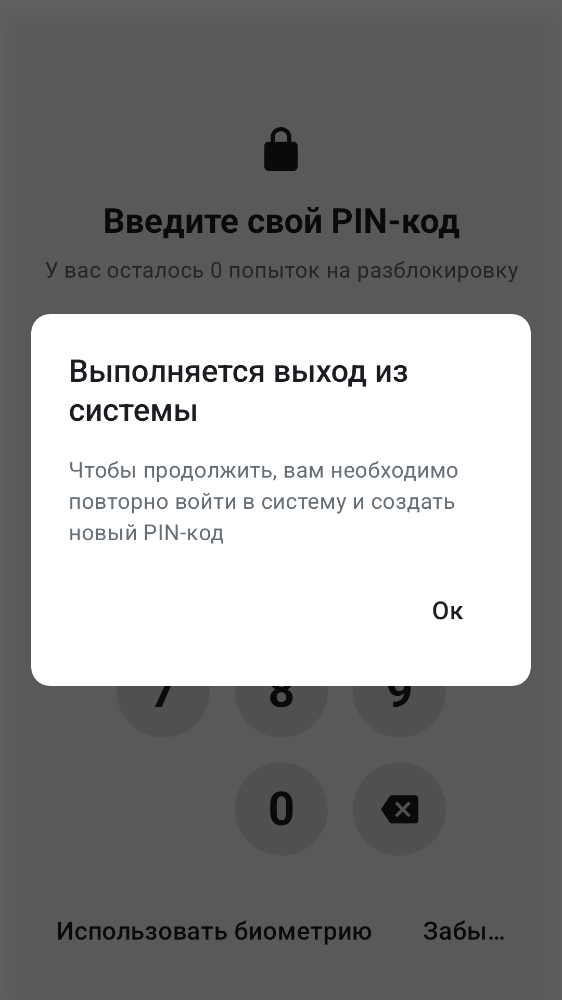 Введите свой PIN-код
У вас осталось 0 попыток на разблокировку
Выполняется выход из
системы
Чтобы продолжить, вам необходимо
повторно войти в систему и создать
новый PIN-код
Ок
7 8 9
0
Использовать биометрию Забы...